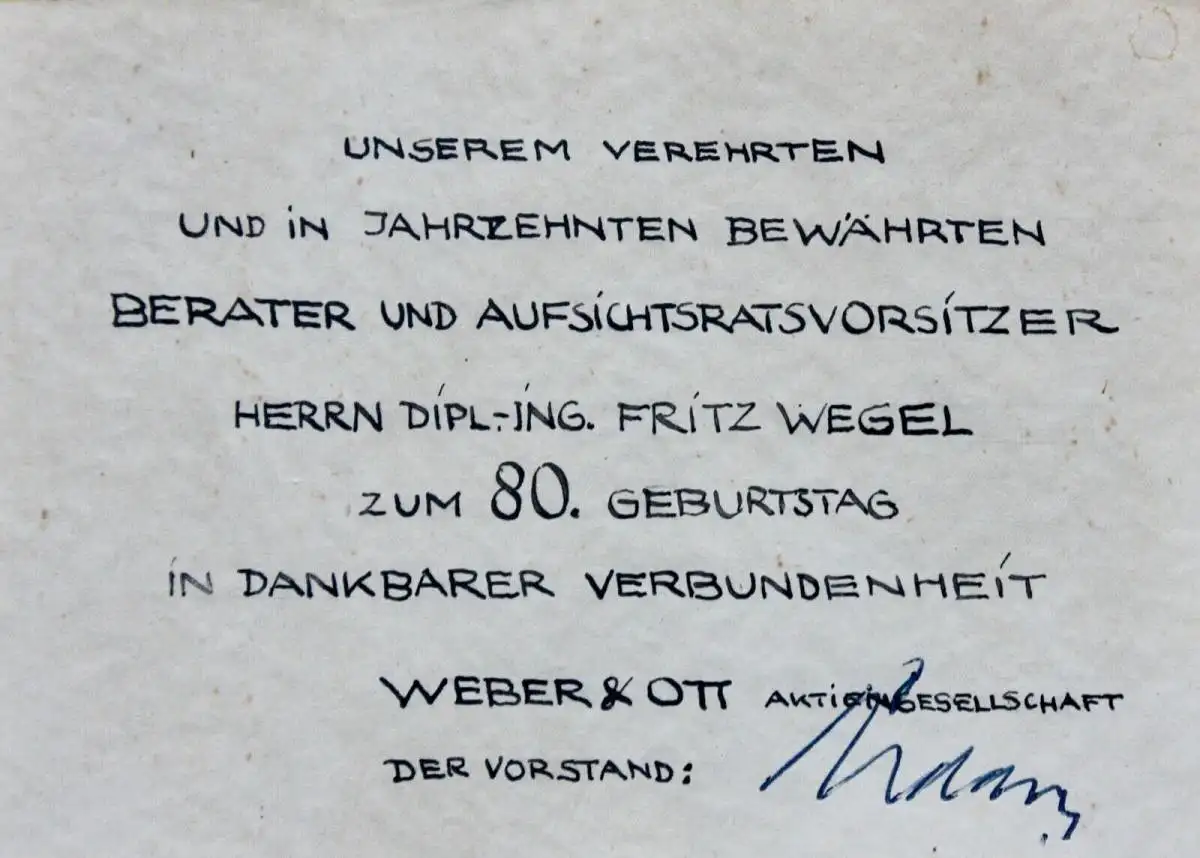 UNSEREM VEREHRTEN
UND IN JAHRZEHNTEN BEWÄHRTEN
BERATER UND AUFSICHTSRATSVORSITZER
HERRN DIPL.-ING. FRITZ WEGEL
ZUM 80. GEBURTSTAG
IN DANKBARER VERBUNDENHEIT
WEBER & OTT AKTIENGESELLSCHAFT
DER VORSTAND: